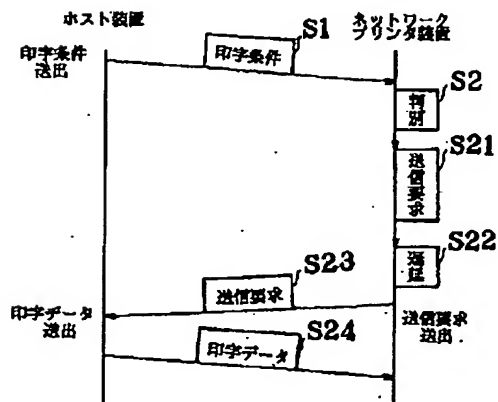 ホスト装置
ネットワーク
プリンタ装置
印字条件
送出
印字条件
S1
判別
S2
送信要求
S21
遅延
S22
送信要求
S23
印字データ
送出
送信要求
送出
印字データ
S24